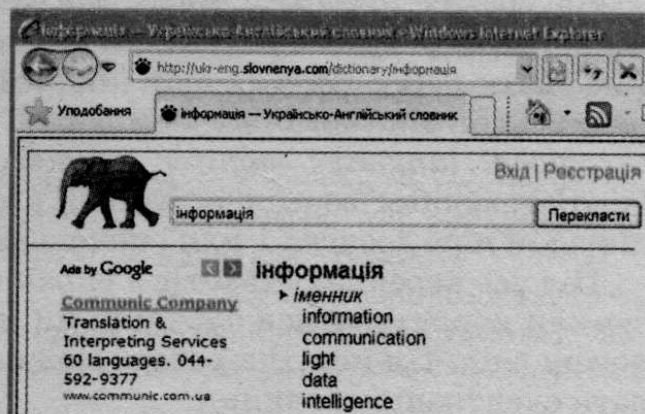 інформація — Українсько-Англійський словник - Windows Internet Explorer
http://ukr-eng.slovnenya.com/dictionary/інформація
Уподобання
інформація — Українсько-Англійський словник
Вхід | Реєстрація
інформація
Перекласти
Ads by Google
інформація
іменник
information
communication
light
data
intelligence
Communic Company
Translation &
Interpreting Services
60 languages. 044-
592-9377
www.communic.com.ua